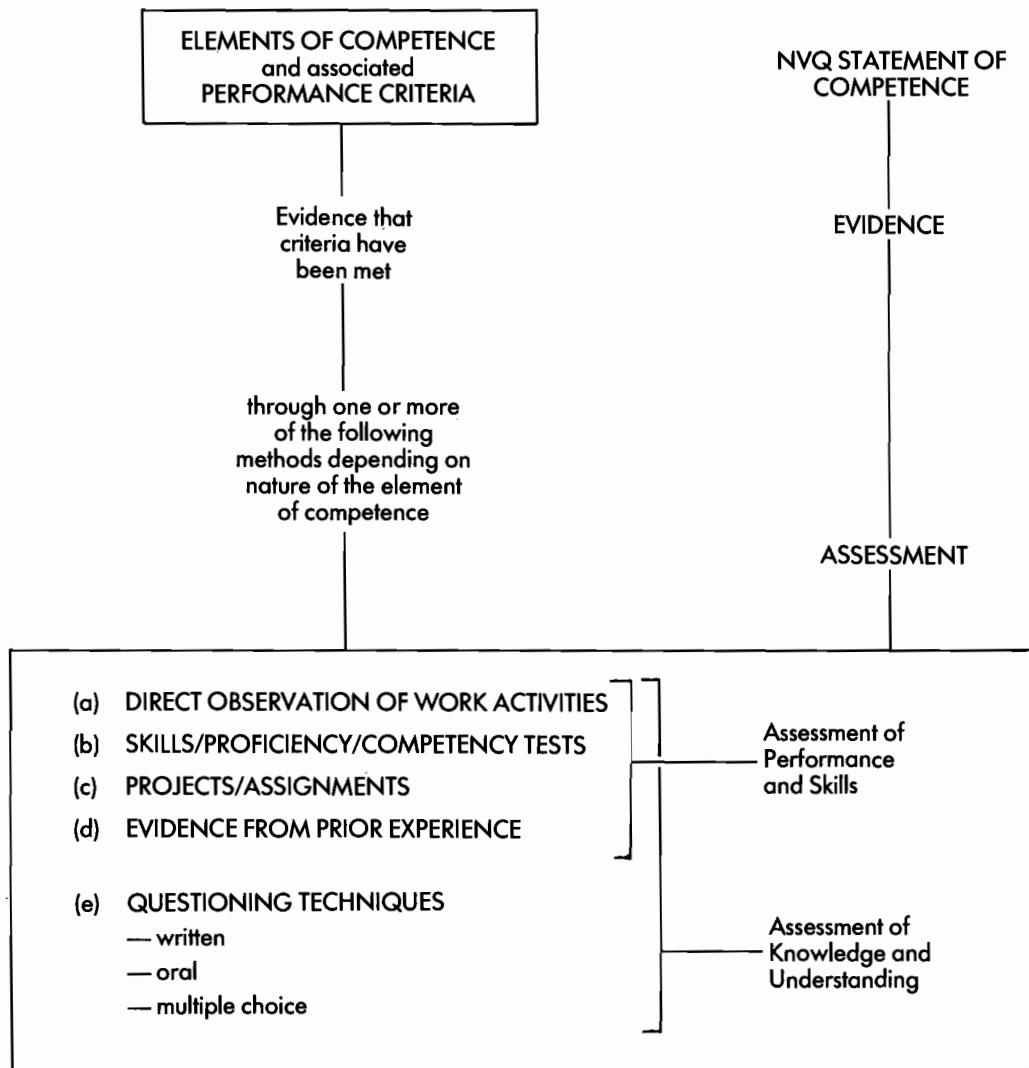 ELEMENTS OF COMPETENCE
and associated
PERFORMANCE CRITERIA
NVQ STATEMENT OF
COMPETENCE
Evidence that
criteria have
been met
EVIDENCE
through one or more
of the following
methods depending on
nature of the element
of competence
ASSESSMENT
(a) DIRECT OBSERVATION OF WORK ACTIVITIES
(b) SKILLS/PROFICIENCY/COMPETENCY TESTS
(c) PROJECTS/ASSIGNMENTS
(d) EVIDENCE FROM PRIOR EXPERIENCE
Assessment of
Performance
and Skills
(e) QUESTIONING TECHNIQUES
— written
— oral
— multiple choice
Assessment of
Knowledge and
Understanding